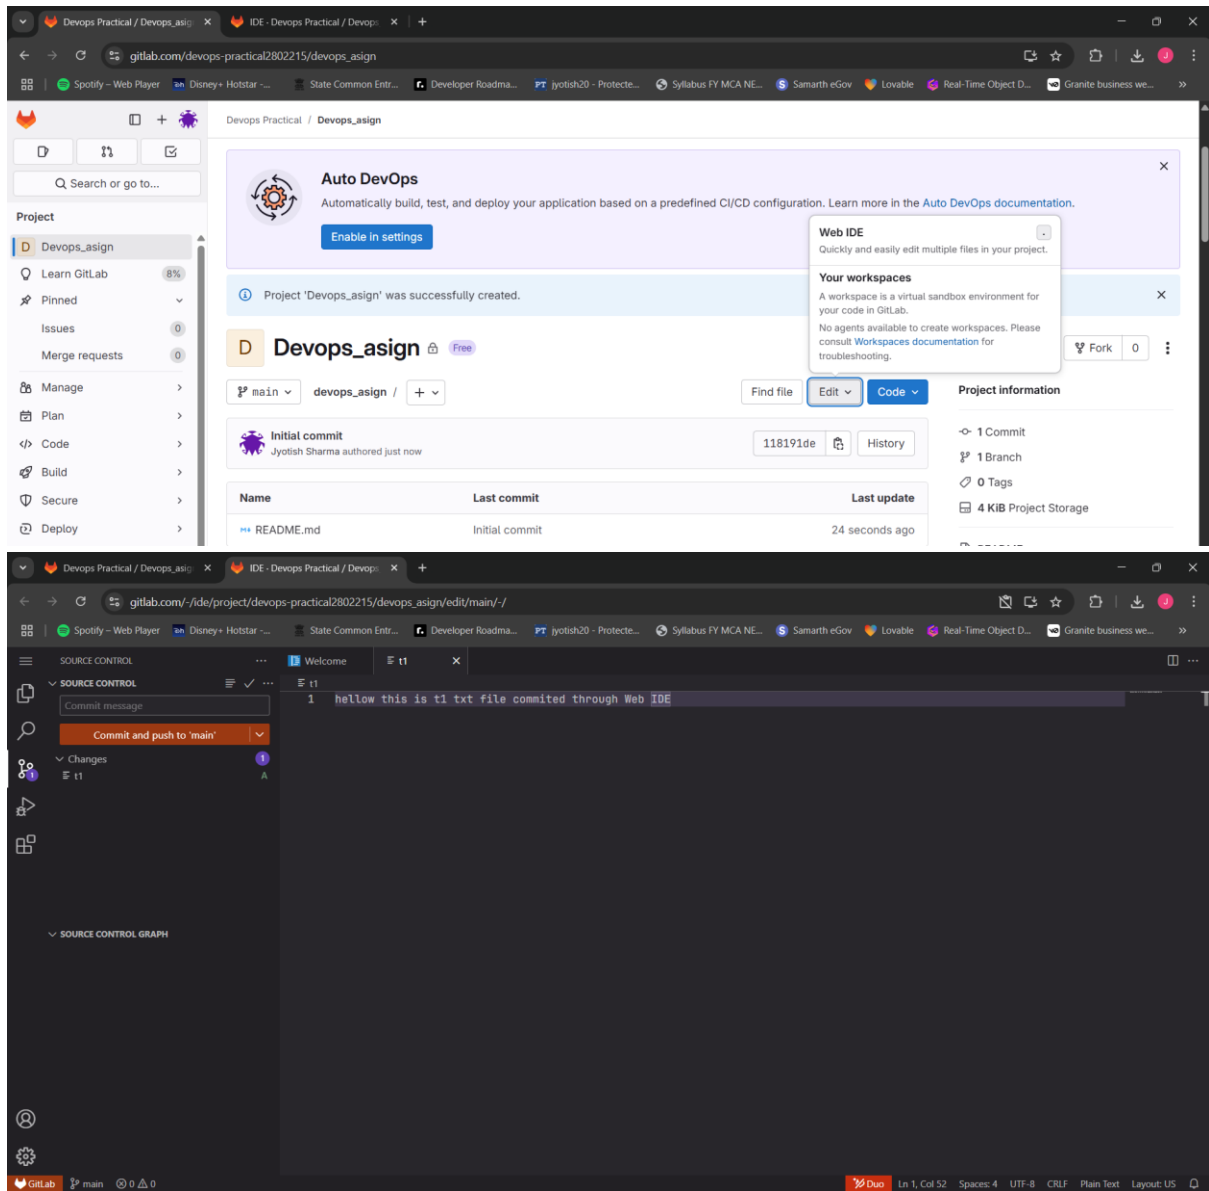 Devops Practical / Devops_asig
IDE - Devops Practical / Devops
gitlab.com/devops-practical2802215/devops_asign
J
Spotify – Web Player
Disney+ Hotstar -...
State Common Entr...
Developer Roadma...
PT jyotish20 - Protecte...
Syllabus FY MCA NE...
S Samarth eGov
Lovable
Real-Time Object D...
Granite business we...
Devops Practical / Devops_asign
Search or go to...
Auto DevOps
Automatically build, test, and deploy your application based on a predefined CI/CD configuration. Learn more in the Auto DevOps documentation.
Enable in settings
Project
D Devops_asign
Learn GitLab 8%
Pinned
Issues 0
Merge requests 0
Manage
Plan
Code
Build
Secure
Deploy
Web IDE .
Quickly and easily edit multiple files in your project.
Your workspaces
A workspace is a virtual sandbox environment for
your code in GitLab.
No agents available to create workspaces. Please
consult Workspaces documentation for
troubleshooting.
Project 'Devops_asign' was successfully created.
D Devops_asign Free
Fork 0
main devops_asign / +
Find file Edit Code
Project information
Initial commit
Jyotish Sharma authored just now
118191de History
1 Commit
1 Branch
0 Tags
4 KiB Project Storage
Name Last commit Last update
README.md Initial commit 24 seconds ago
Devops Practical / Devops_asig
IDE - Devops Practical / Devops
gitlab.com/-/ide/project/devops-practical2802215/devops_asign/edit/main/-/
J
Spotify – Web Player
Disney+ Hotstar -...
State Common Entr...
Developer Roadma...
PT jyotish20 - Protecte...
Syllabus FY MCA NE...
S Samarth eGov
Lovable
Real-Time Object D...
Granite business we...
SOURCE CONTROL
Welcome
t1
SOURCE CONTROL
t1
Commit message
1 hellow this is t1 txt file commited through Web IDE
Commit and push to 'main'
Changes 1
t1 A
1
SOURCE CONTROL GRAPH
GitLab main 0 0
Duo Ln 1, Col 52 Spaces: 4 UTF-8 CRLF Plain Text Layout: US